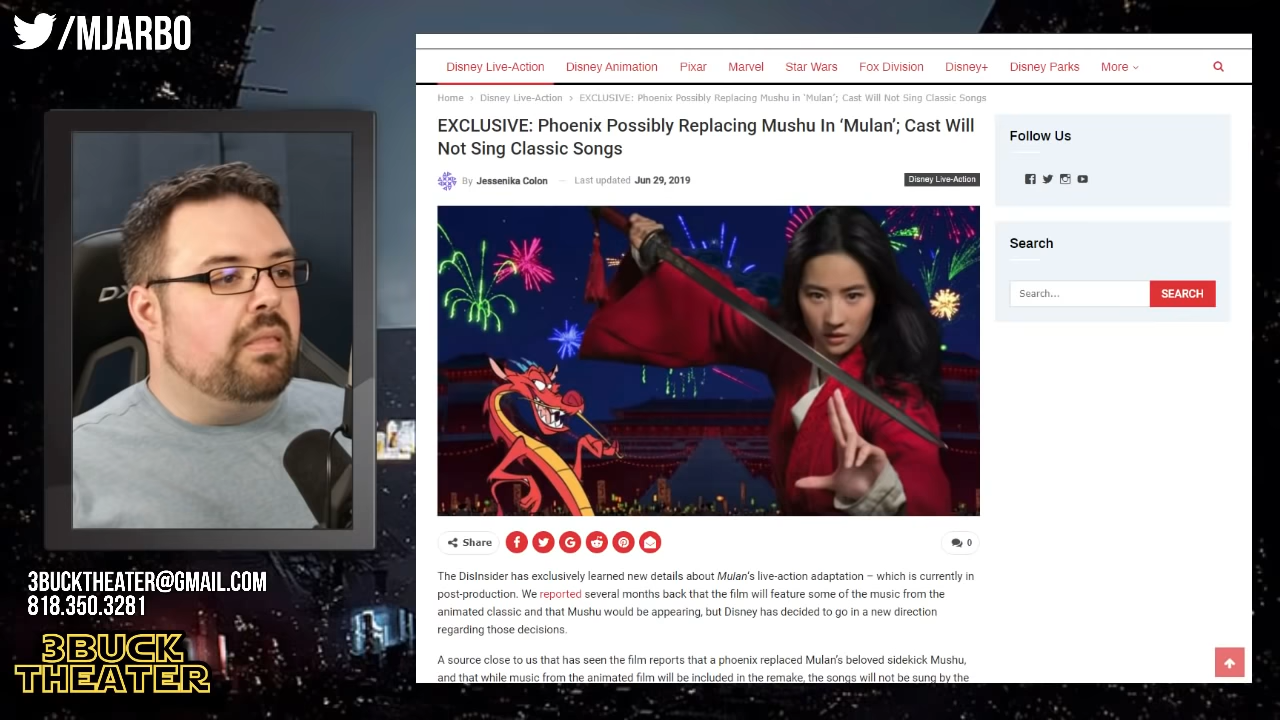 /MJARBO
DX
3BUCKTHEATER@GMAIL.COM
818.350.3281
3BUCK
THEATER
Disney Live-Action Disney Animation Pixar Marvel Star Wars Fox Division Disney+ Disney Parks More
Home > Disney Live-Action > EXCLUSIVE: Phoenix Possibly Replacing Mushu in ‘Mulan’; Cast Will Not Sing Classic Songs
EXCLUSIVE: Phoenix Possibly Replacing Mushu In ‘Mulan’; Cast Will
Not Sing Classic Songs
By Jessenika Colon — Last updated Jun 29, 2019 Disney Live-Action
Share 0
The DisInsider has exclusively learned new details about Mulan’s live-action adaptation – which is currently in
post-production. We reported several months back that the film will feature some of the music from the
animated classic and that Mushu would be appearing, but Disney has decided to go in a new direction
regarding those decisions.
A source close to us that has seen the film reports that a phoenix replaced Mulan’s beloved sidekick Mushu,
and that while music from the animated film will be included in the remake, the songs will not be sung by the
Follow Us
Search
Search... SEARCH